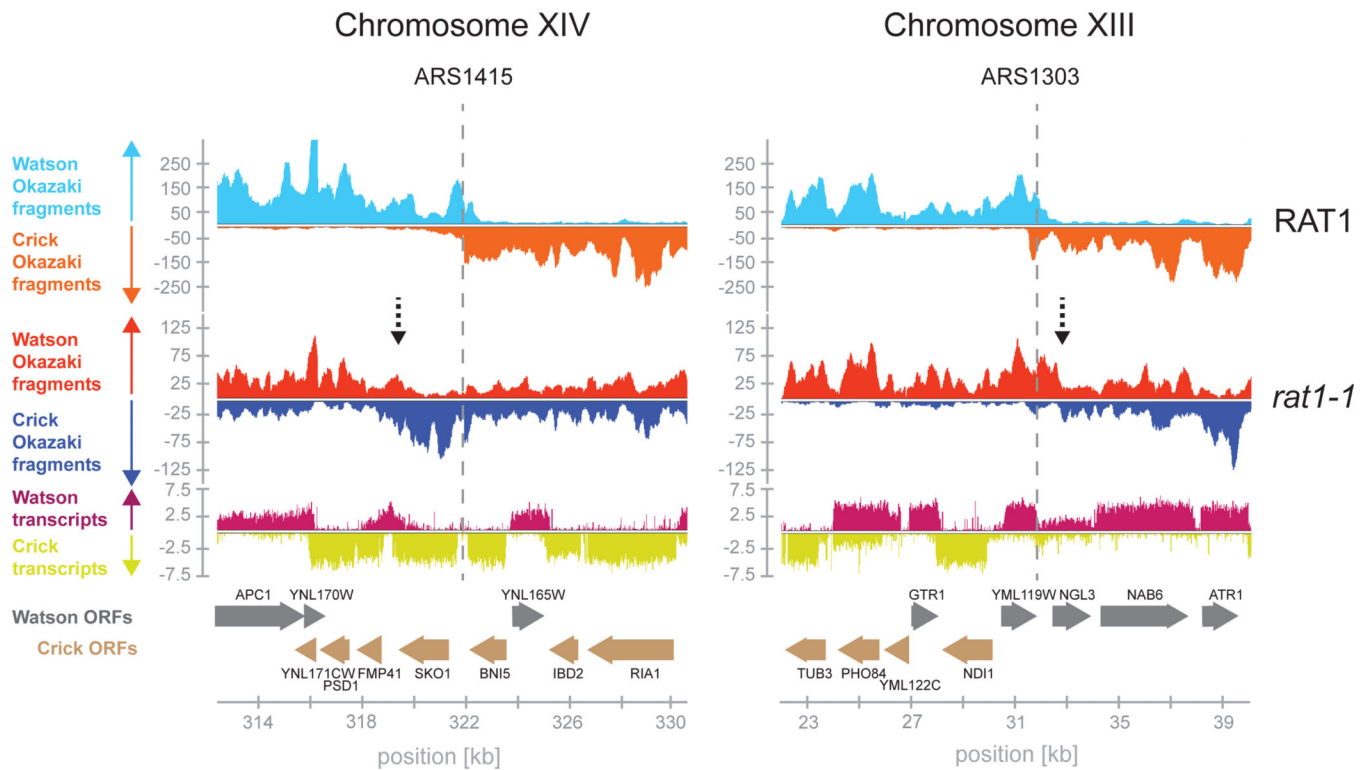 Chromosome XIV
Chromosome XIII
ARS1415
ARS1303
Watson
Okazaki
fragments
Crick
Okazaki
fragments
250
150
50
-50
-150
-250
250
150
50
-50
-150
-250
RAT1
Watson
Okazaki
fragments
Crick
Okazaki
fragments
125
75
25
-25
-75
-125
125
75
25
-25
-75
-125
rat1-1
Watson
transcripts
Crick
transcripts
7.5
2.5
-2.5
-7.5
7.5
2.5
-2.5
-7.5
Watson ORFs
APC1
YNL170W
YNL165W
GTR1
YML119W
NGL3
NAB6
ATR1
Crick ORFs
YNL171CW
PSD1
FMP41
SKO1
BNI5
IBD2
RIA1
TUB3
PHO84
YML122C
NDI1
314
318
322
326
330
23
27
31
35
39
position [kb]
position [kb]